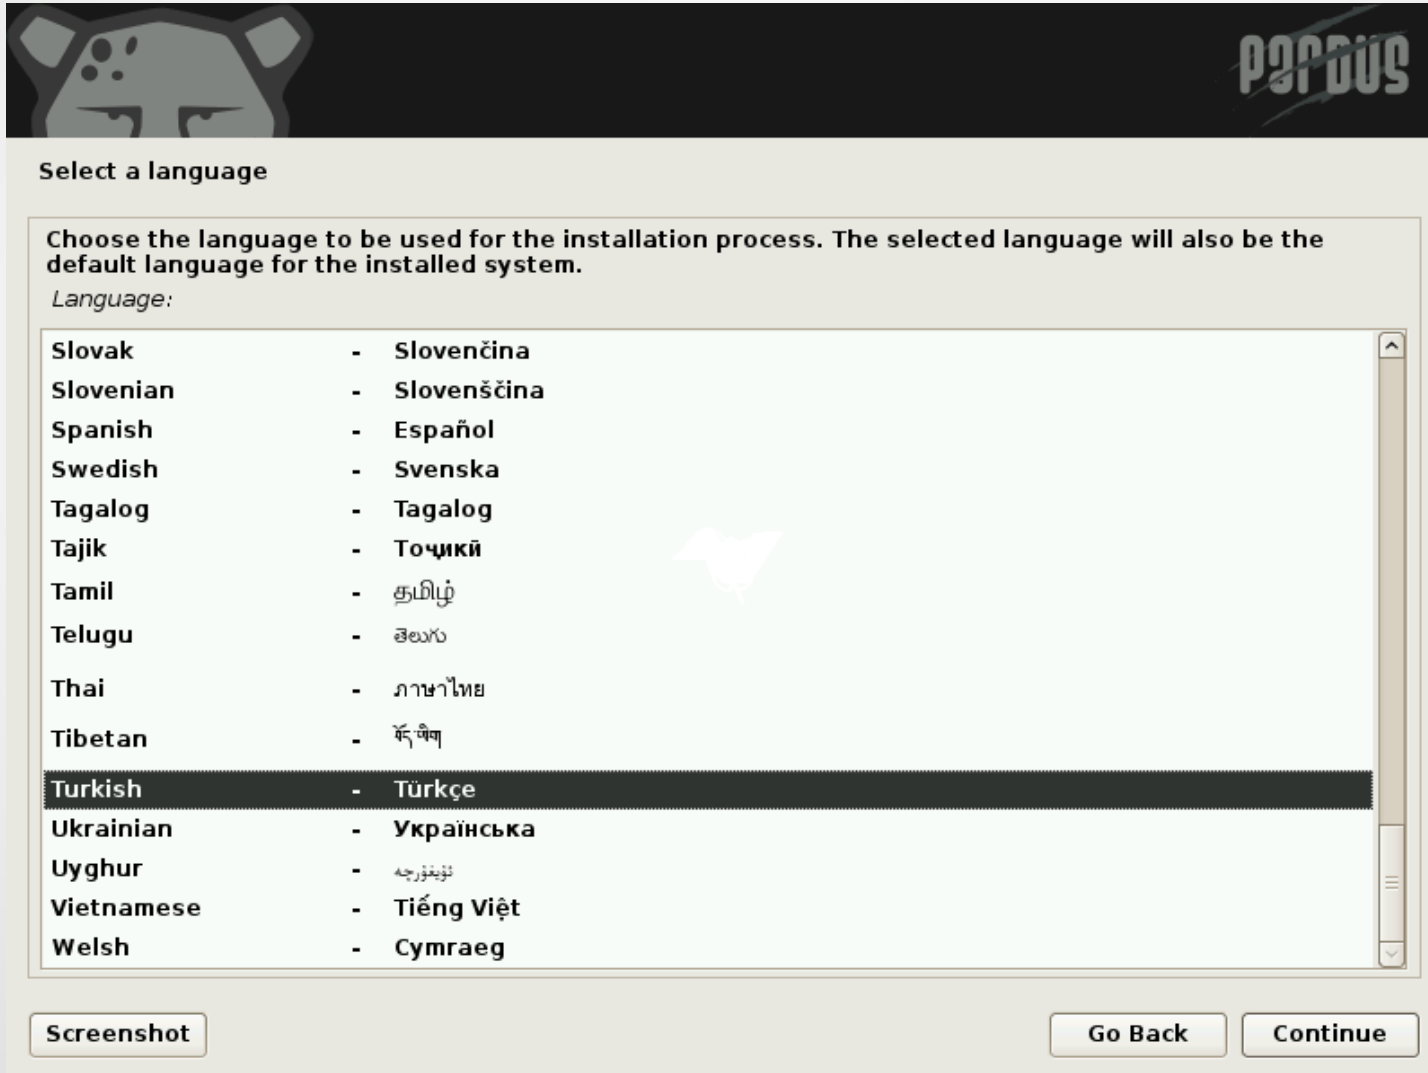 PARDUS
Select a language
Choose the language to be used for the installation process. The selected language will also be the
default language for the installed system.
Language:
Slovak - Slovenčina
Slovenian - Slovenščina
Spanish - Español
Swedish - Svenska
Tagalog - Tagalog
Tajik - Тоҷикӣ
Tamil - தமிழ்
Telugu - తెలుగు
Thai - ภาษาไทย
Tibetan - བོད་ཡིག
Turkish - Türkçe
Ukrainian - Українська
Uyghur - ئۇيغۇرچە
Vietnamese - Tiếng Việt
Welsh - Cymraeg
Screenshot Go Back Continue